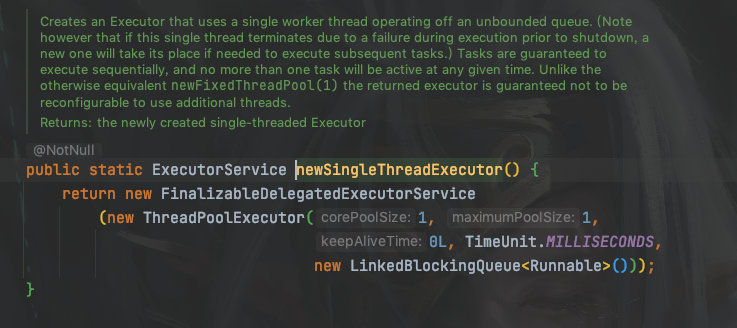 Creates an Executor that uses a single worker thread operating off an unbounded queue. (Note
however that if this single thread terminates due to a failure during execution prior to shutdown, a
new one will take its place if needed to execute subsequent tasks.) Tasks are guaranteed to
execute sequentially, and no more than one task will be active at any given time. Unlike the
otherwise equivalent newFixedThreadPool(1) the returned executor is guaranteed not to be
reconfigurable to use additional threads.
Returns: the newly created single-threaded Executor
@NotNull
public static ExecutorService newSingleThreadExecutor() {
return new FinalizableDelegatedExecutorService
(new ThreadPoolExecutor( corePoolSize: 1, maximumPoolSize: 1,
keepAliveTime: 0L, TimeUnit.MILLISECONDS,
new LinkedBlockingQueue<Runnable>()));
}